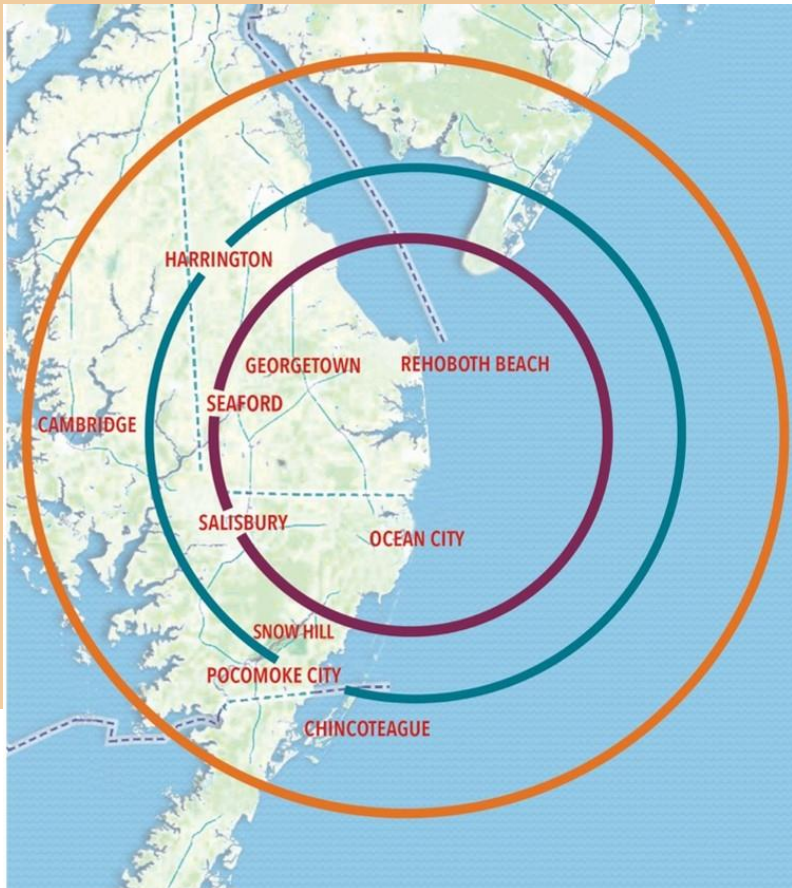 HARRINGTON
GEORGETOWN
REHOBOTH BEACH
SEAFORD
CAMBRIDGE
SALISBURY
OCEAN CITY
SNOW HILL
POCOMOKE CITY
CHINCOTEAGUE